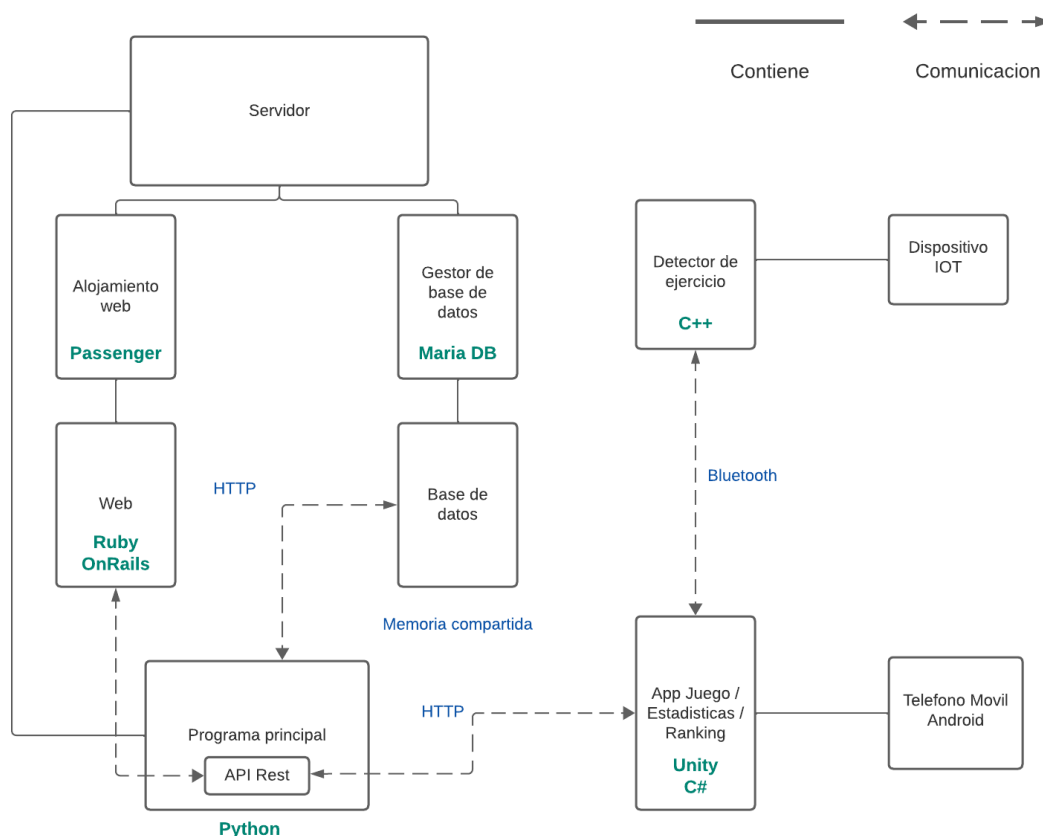 Contiene
Comunicacion
Servidor
Alojamiento
web
Passenger
Gestor de
base de
datos
Maria DB
Detector de
ejercicio
C++
Dispositivo
IOT
Web
Ruby
OnRails
HTTP
Base de
datos
Bluetooth
Memoria compartida
Programa principal
API Rest
Python
HTTP
App Juego /
Estadisticas /
Ranking
Unity
C#
Telefono Movil
Android